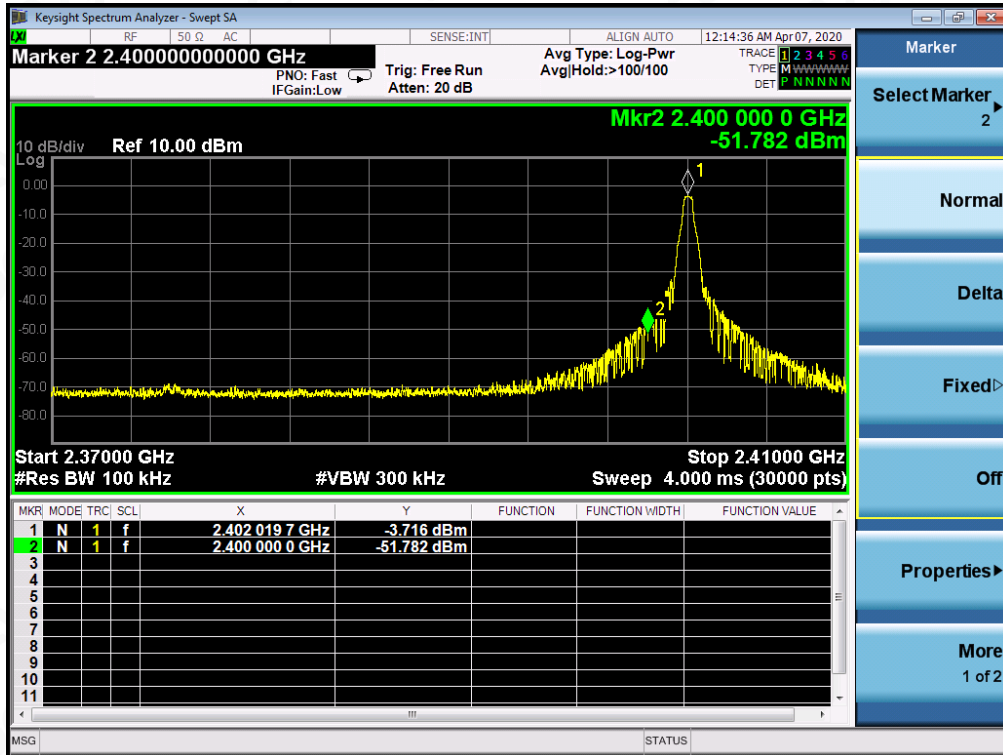 Keysight Spectrum Analyzer - Swept SA
LXI RF 50 Ω AC SENSE:INT ALIGN AUTO 12:14:36 AM Apr 07, 2020
Marker 2 2.400000000000 GHz
PNO: Fast
IFGain:Low
Trig: Free Run
Atten: 20 dB
Avg Type: Log-Pwr
Avg|Hold:>100/100
TRACE 1 2 3 4 5 6
TYPE M WWWWW
DET P N N N N N
Mkr2 2.400 000 0 GHz
-51.782 dBm
10 dB/div Ref 10.00 dBm
Log
0.00
-10.0
-20.0
-30.0
-40.0
-50.0
-60.0
-70.0
-80.0
1
2
Start 2.37000 GHz Stop 2.41000 GHz
#Res BW 100 kHz #VBW 300 kHz Sweep 4.000 ms (30000 pts)
MKR MODE TRC SCL X Y FUNCTION FUNCTION WIDTH FUNCTION VALUE
1 N 1 f 2.402 019 7 GHz -3.716 dBm
2 N 1 f 2.400 000 0 GHz -51.782 dBm
3
4
5
6
7
8
9
10
11
MSG STATUS
Marker
Select Marker
2
Normal
Delta
Fixed
Off
Properties
More
1 of 2